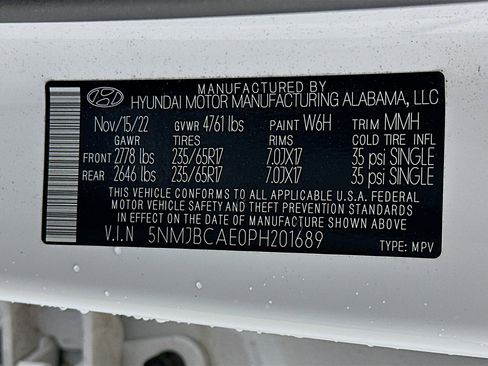 MANUFACTURED BY
HYUNDAI MOTOR MANUFACTURING ALABAMA, LLC
Nov/15/22 GVWR 4761 lbs PAINT W6H TRIM MMH
GAWR TIRES RIMS COLD TIRE INFL
FRONT 2778 lbs 235/65R17 7.0JX17 35 psi SINGLE
REAR 2646 lbs 235/65R17 7.0JX17 35 psi SINGLE
THIS VEHICLE CONFORMS TO ALL APPLICABLE U.S.A. FEDERAL
MOTOR VEHICLE SAFETY BUMPER, AND THEFT PREVENTION
STANDARDS IN EFFECT ON THE DATE OF MANUFACTURE SHOWN ABOVE
V.I.N 5NMJBCAE0PH201689 TYPE: MPV